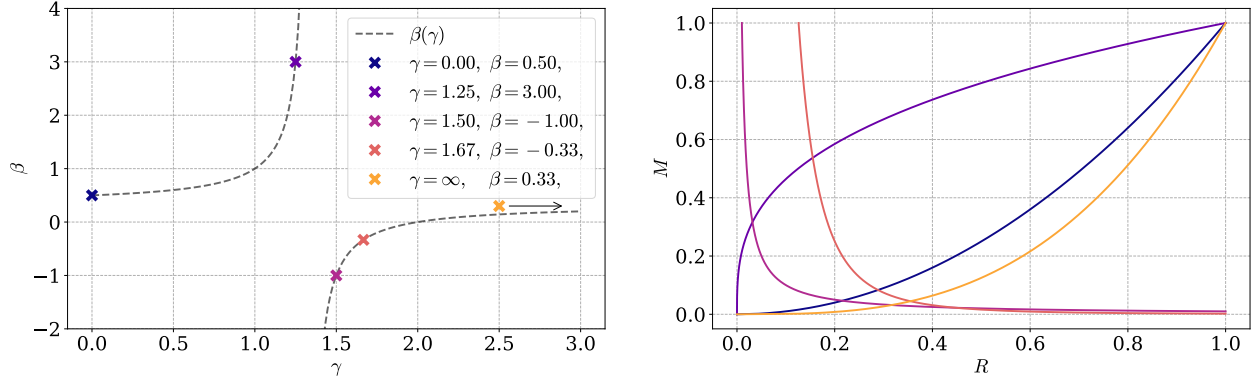 4
3
2
1
0
−1
−2
β
0.0 0.5 1.0 1.5 2.0 2.5 3.0
γ
β(γ)
γ = 0.00, β = 0.50,
γ = 1.25, β = 3.00,
γ = 1.50, β = −1.00,
γ = 1.67, β = −0.33,
γ = ∞, β = 0.33,
1.0
0.8
0.6
0.4
0.2
0.0
M
0.0 0.2 0.4 0.6 0.8 1.0
R